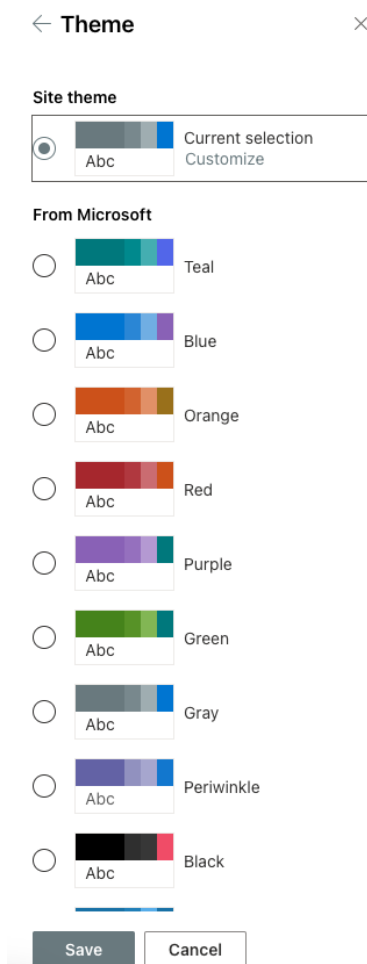 Theme
Site theme
Abc
Current selection
Customize
From Microsoft
Abc
Teal
Abc
Blue
Abc
Orange
Abc
Red
Abc
Purple
Abc
Green
Abc
Gray
Abc
Periwinkle
Abc
Black
Save
Cancel